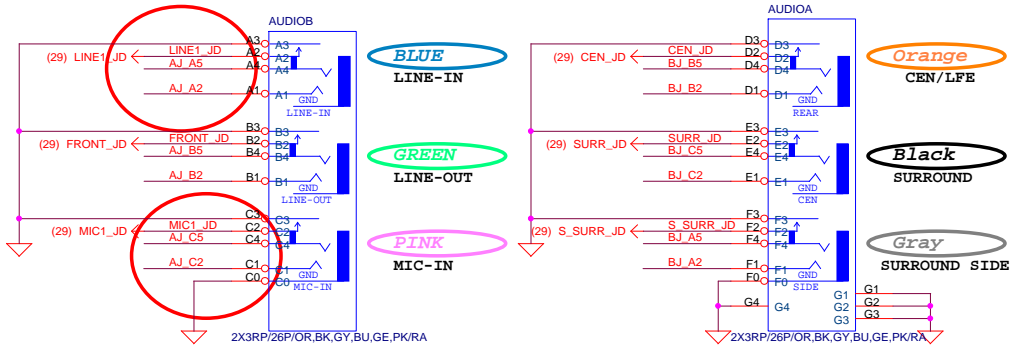 AUDIOB
A3 A3
(29) LINE1_JD LINE1_JD A2 A2
AJ_A5 A4 A4
AJ_A2 A1 A1
GND
LINE-IN
BLUE
LINE-IN
B3 B3
(29) FRONT_JD FRONT_JD B2 B2
AJ_B5 B4 B4
AJ_B2 B1 B1
GND
LINE-OUT
GREEN
LINE-OUT
C3 C3
(29) MIC1_JD MIC1_JD C2 C2
AJ_C5 C4 C4
AJ_C2 C1 C1
GND
C0 C0
MIC-IN
PINK
MIC-IN
2X3RP/26P/OR,BK,GY,BU,GE,PK/RA
AUDIOA
D3 D3
(29) CEN_JD CEN_JD D2 D2
BJ_B5 D4 D4
BJ_B2 D1 D1
GND
REAR
Orange
CEN/LFE
E3 E3
(29) SURR_JD SURR_JD E2 E2
BJ_C5 E4 E4
BJ_C2 E1 E1
GND
CEN
Black
SURROUND
F3 F3
(29) S_SURR_JD S_SURR_JD F2 F2
BJ_A5 F4 F4
BJ_A2 F1 F1
GND
F0 F0
SIDE
Gray
SURROUND SIDE
G4 G4
G1 G1
G2 G2
G3 G3
2X3RP/26P/OR,BK,GY,BU,GE,PK/RA